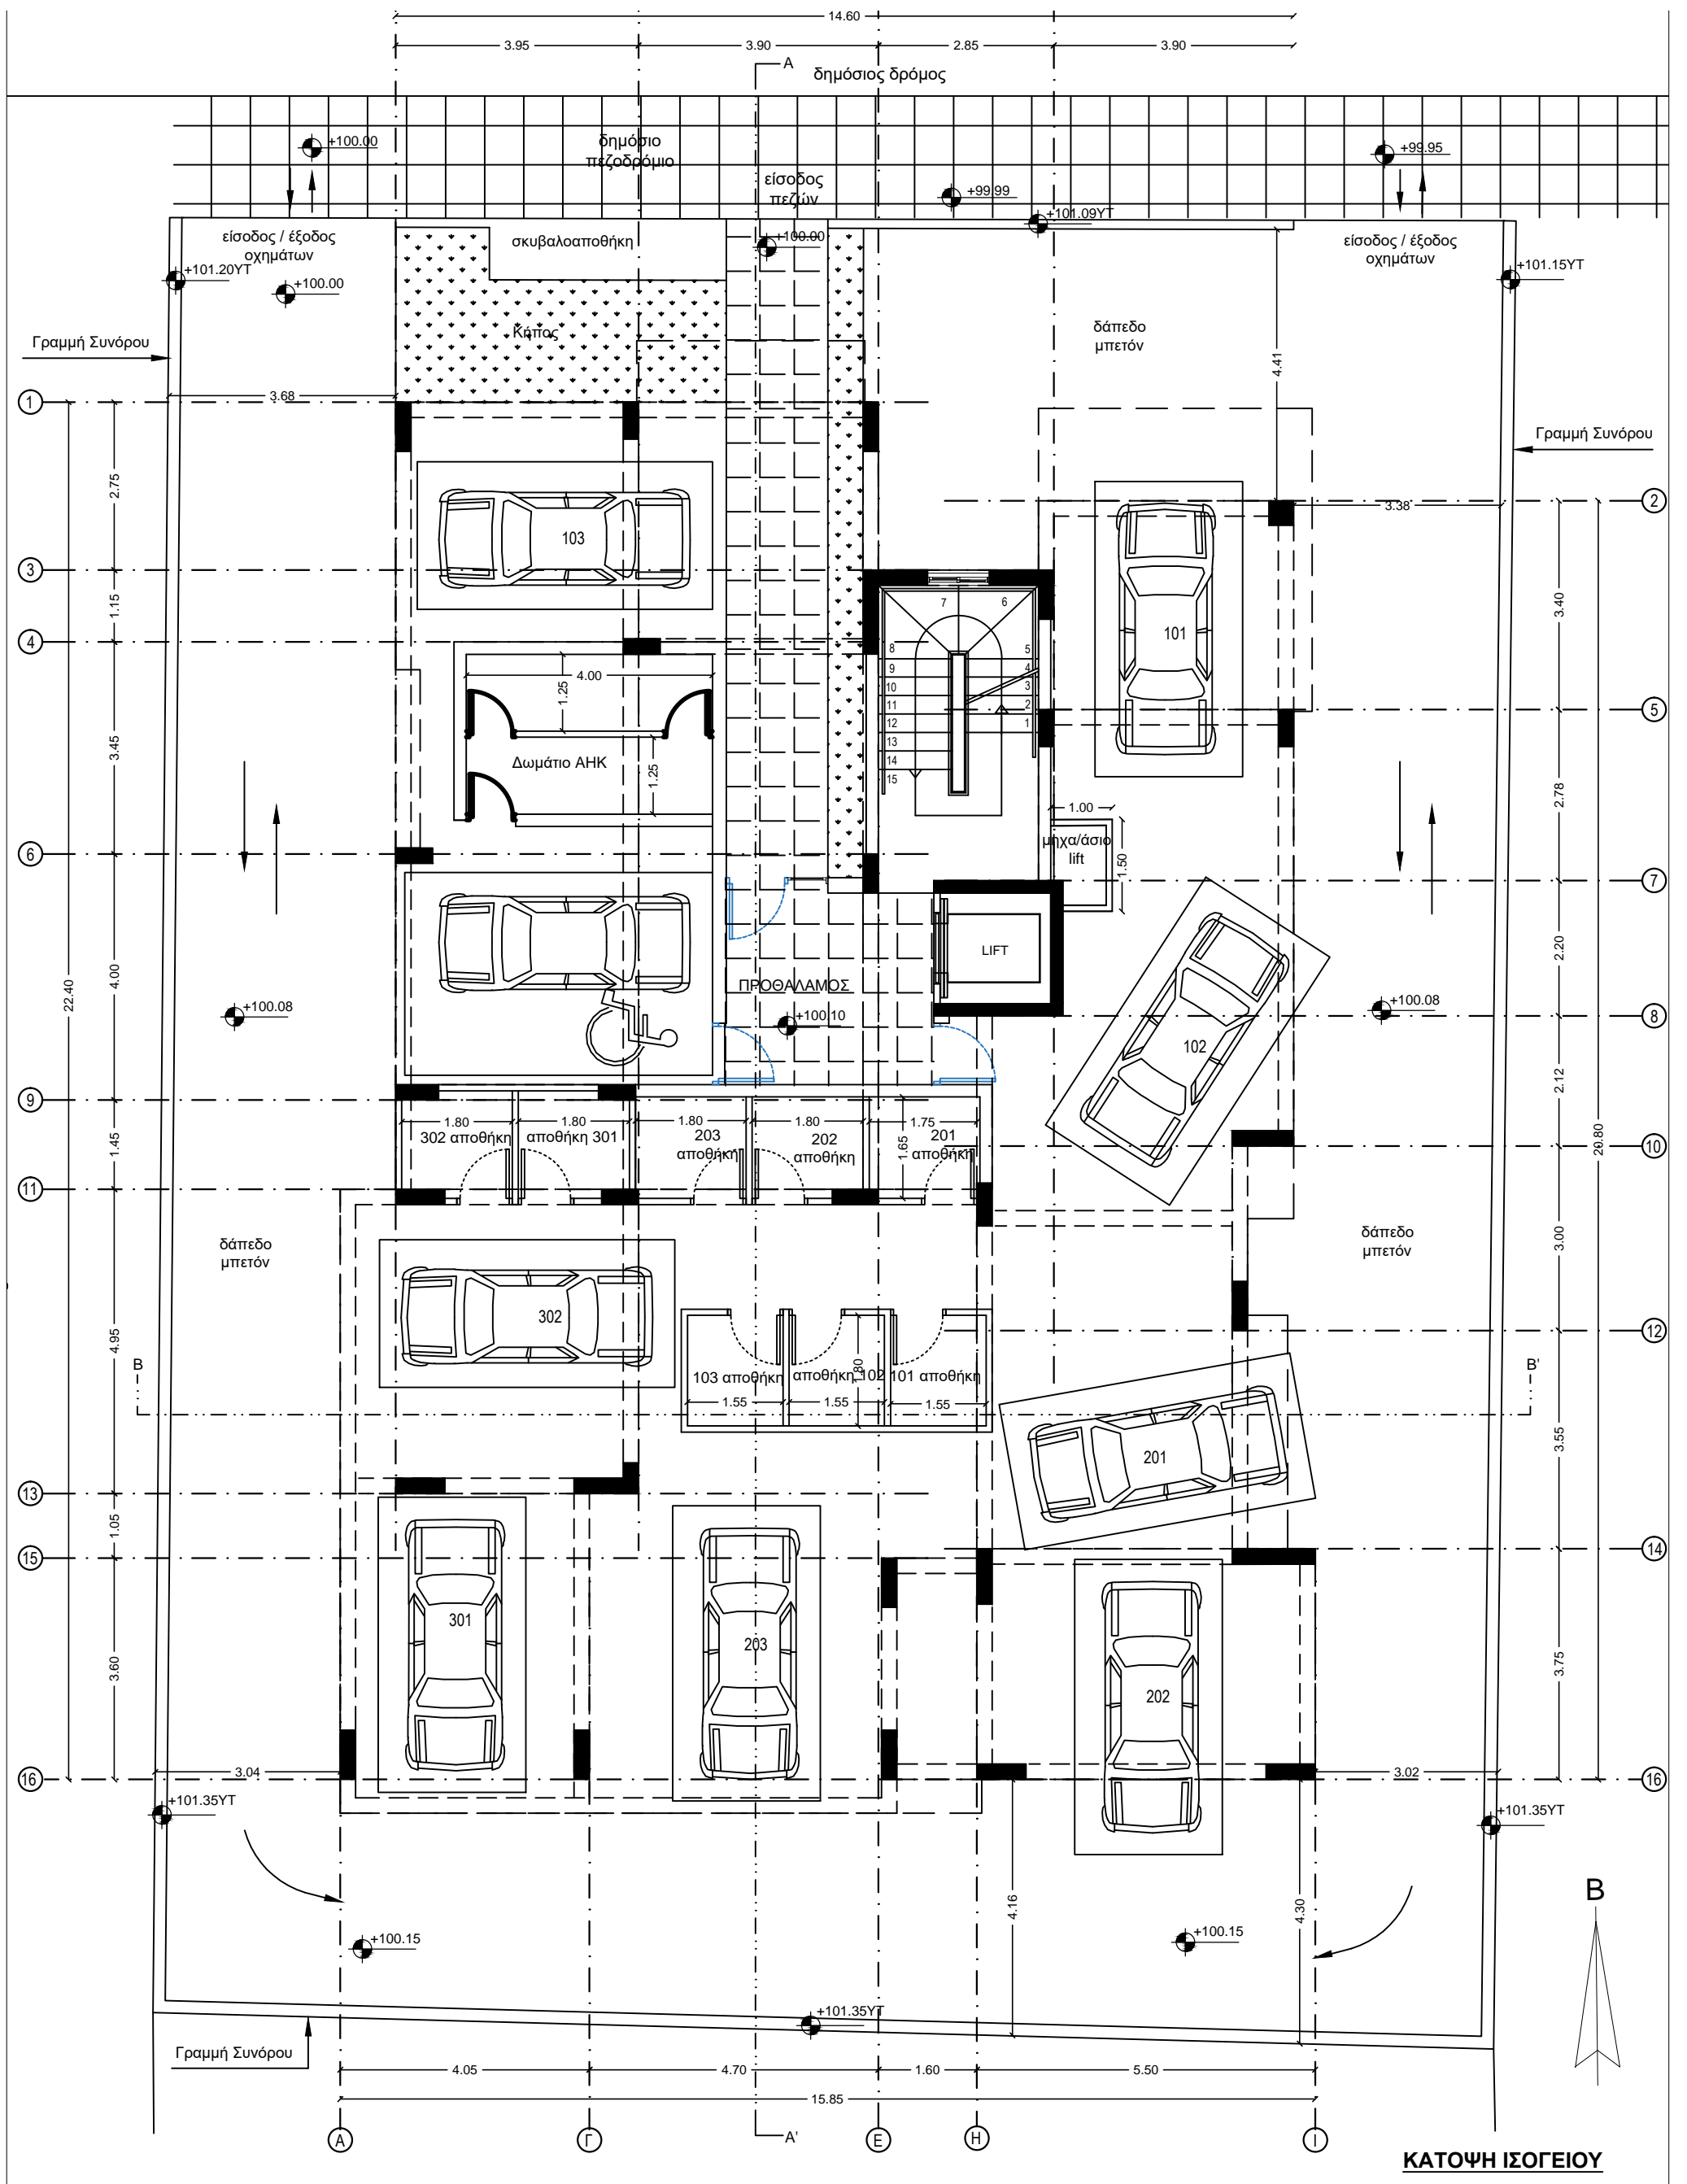 14.60
3.95
3.90
2.85
3.90
A
δημόσιος δρόμος
+100.00
δημόσιο
πεζοδρόμιο
+99.95
είσοδος
πεζών
+99.99
+101.09ΥΤ
είσοδος / έξοδος
οχημάτων
σκυβαλοαποθήκη
+100.00
είσοδος / έξοδος
οχημάτων
+101.20ΥΤ
+100.00
+101.15ΥΤ
Γραμμή Συνόρου
Κήπος
δάπεδο
μπετόν
4.41
3.68
1
Γραμμή Συνόρου
2.75
2
3.38
103
3
1.15
7
6
3.40
101
4
8
5
9
4
10
3
11
2
12
1
13
14
15
4.00
1.25
5
3.45
Δωμάτιο ΑΗΚ
1.25
2.78
1.00
μηχα/άσιο
lift
1.50
6
7
22.40
4.00
LIFT
2.20
ΠΡΟΘΑΛΑΜΟΣ
+100.08
+100.10
+100.08
8
102
2.12
9
1.45
1.80
1.80
1.80
1.80
1.75
302 αποθήκη
αποθήκη 301
203
αποθήκη
202
αποθήκη
201
αποθήκη
1.65
10
20.80
11
δάπεδο
μπετόν
δάπεδο
μπετόν
3.00
302
4.95
12
B
103 αποθήκη
αποθήκη 102
101 αποθήκη
1.80
1.55
1.55
1.55
B'
3.55
201
13
1.05
15
14
301
203
3.60
202
3.75
16
3.04
3.02
16
+101.35ΥΤ
+101.35ΥΤ
4.16
4.30
B
+100.15
+100.15
+101.35ΥΤ
Γραμμή Συνόρου
4.05
4.70
1.60
5.50
15.85
Α
Γ
A'
Ε
Η
Ι
ΚΑΤΟΨΗ ΙΣΟΓΕΙΟΥ